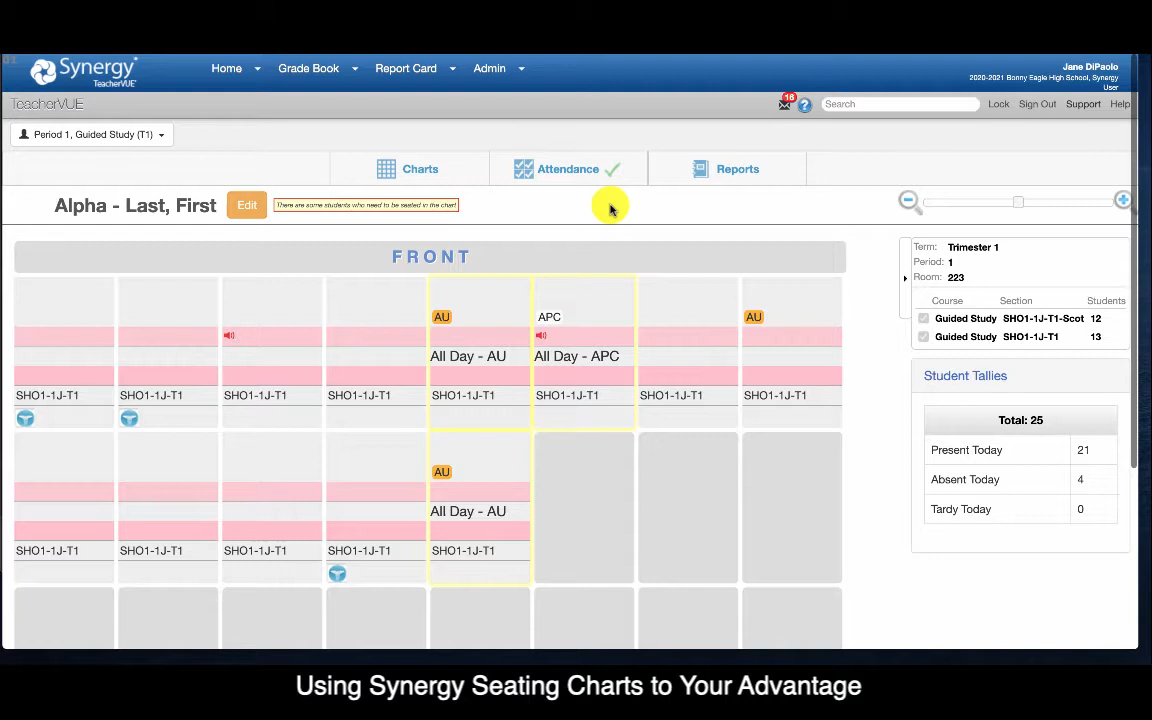 01
Synergy
TeacherVUE
Home
Grade Book
Report Card
Admin
Jane DiPaolo
2020-2021 Bonny Eagle High School, Synergy
User
TeacherVUE
16
?
Search
Lock
Sign Out
Support
Help
Period 1, Guided Study (T1)
Charts
Attendance
Reports
Alpha - Last, First
Edit
There are some students who need to be seated in the chart
FRONT
Term: Trimester 1
Period: 1
Room: 223
Course Section Students
Guided Study SHO1-1J-T1-Scot 12
Guided Study SHO1-1J-T1 13
AU APC AU
All Day - AU All Day - APC
SHO1-1J-T1 SHO1-1J-T1 SHO1-1J-T1 SHO1-1J-T1 SHO1-1J-T1 SHO1-1J-T1 SHO1-1J-T1 SHO1-1J-T1
Student Tallies
Total: 25
Present Today 21
Absent Today 4
Tardy Today 0
AU
All Day - AU
SHO1-1J-T1 SHO1-1J-T1 SHO1-1J-T1 SHO1-1J-T1 SHO1-1J-T1
Using Synergy Seating Charts to Your Advantage